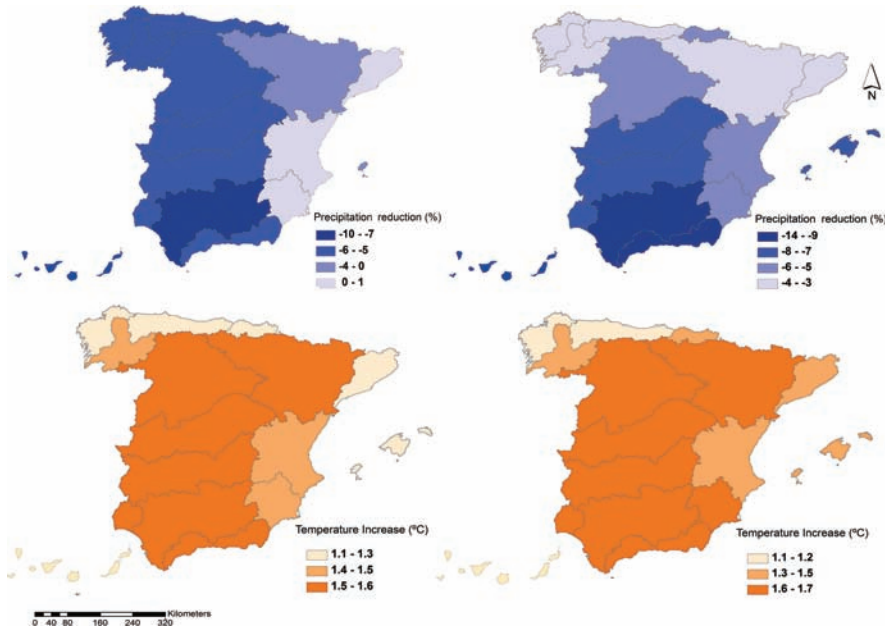 N
Precipitation reduction (%)
-10 - -7
-6 - -5
-4 - 0
0 - 1
Precipitation reduction (%)
-14 - -9
-8 - -7
-6 - -5
-4 - -3
Temperature Increase (ºC)
1.1 - 1.3
1.4 - 1.5
1.5 - 1.6
Temperature Increase (ºC)
1.1 - 1.2
1.3 - 1.5
1.6 - 1.7
Kilometers
0 40 80 160 240 320